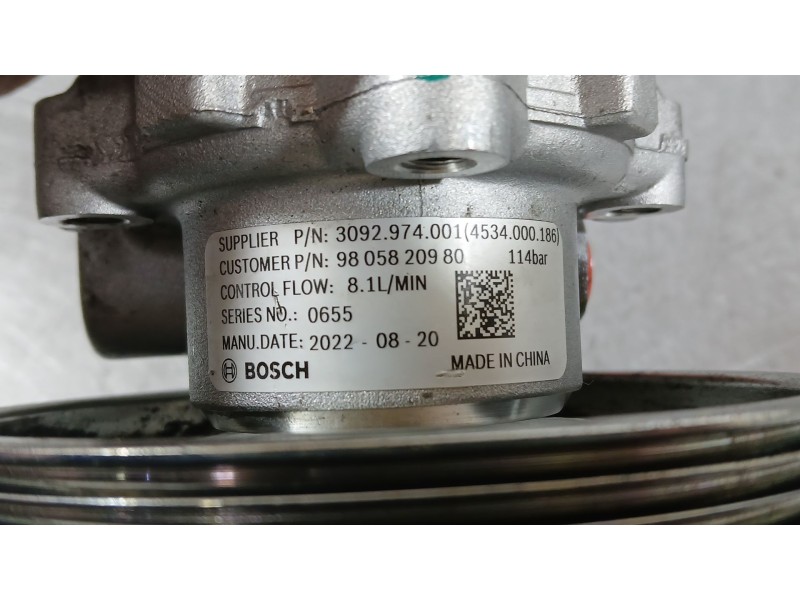 SUPPLIER P/N: 3092.974.001(4534.000.186)
CUSTOMER P/N: 98 058 209 80 114bar
CONTROL FLOW: 8.1L/MIN
SERIES NO.: 0655
MANU.DATE: 2022 - 08 - 20
BOSCH MADE IN CHINA